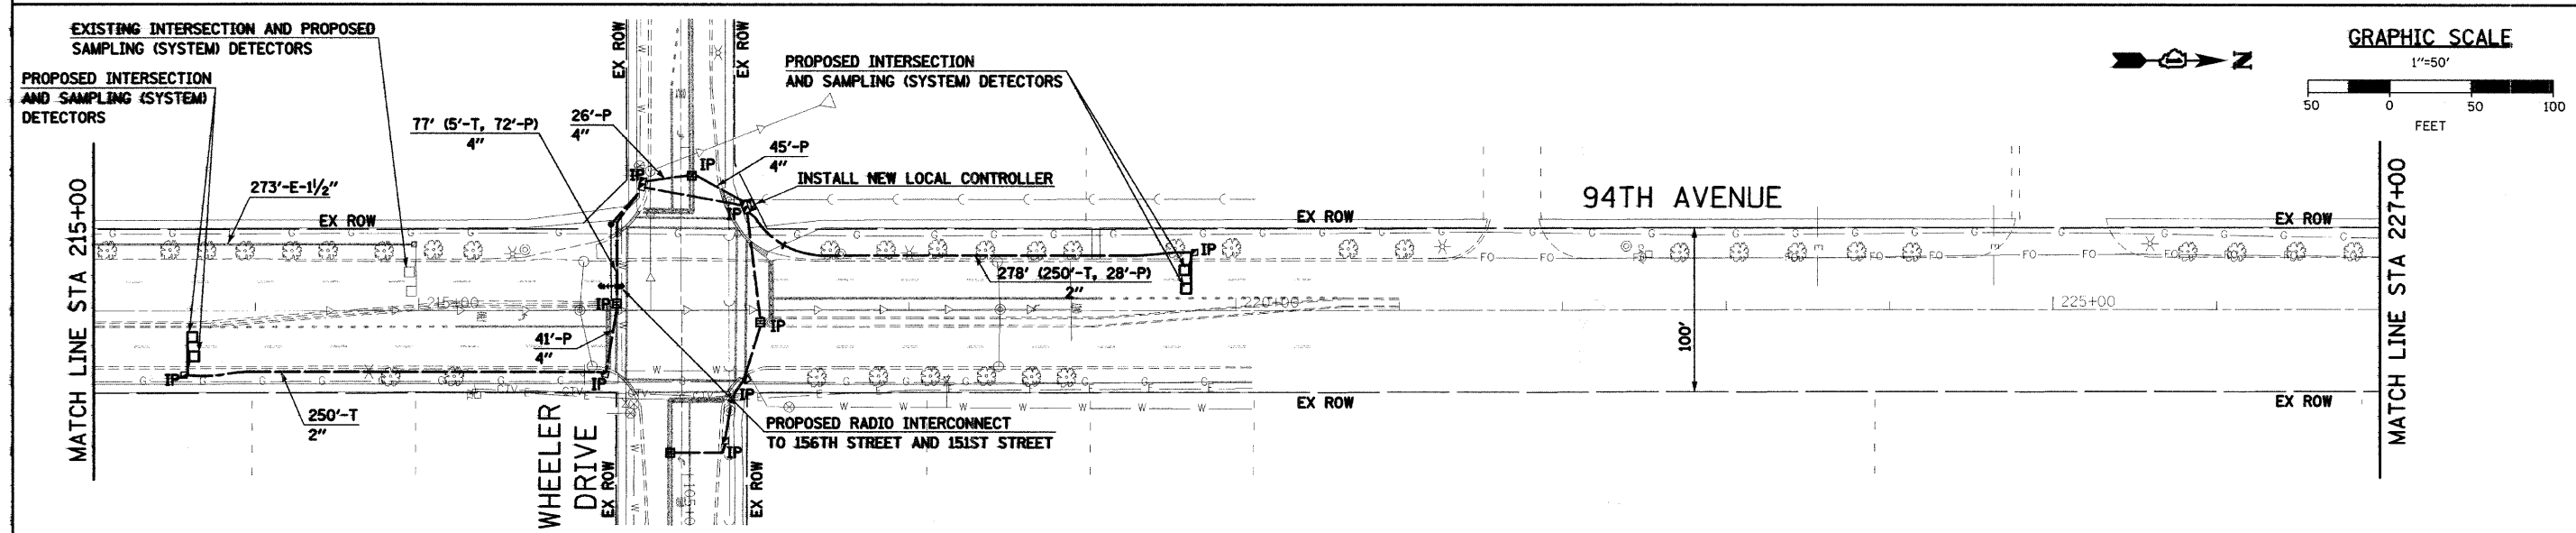 EXISTING INTERSECTION AND PROPOSED
SAMPLING (SYSTEM) DETECTORS
PROPOSED INTERSECTION
AND SAMPLING (SYSTEM)
DETECTORS
273'-E-1½"
EX ROW
MATCH LINE STA 215+00
215+00
250'-T
2"
IP
77' (5'-T, 72'-P)
4"
26'-P
4"
45'-P
4"
41'-P
4"
IP
IP
IP
IP
IP
IP
IP
IP
EX ROW
EX ROW
EX ROW
EX ROW
WHEELER
DRIVE
PROPOSED INTERSECTION
AND SAMPLING (SYSTEM) DETECTORS
INSTALL NEW LOCAL CONTROLLER
278' (250'-T, 28'-P)
2"
IP
PROPOSED RADIO INTERCONNECT
TO 156TH STREET AND 151ST STREET
EX ROW
EX ROW
220+00
94TH AVENUE
100'
225+00
EX ROW
EX ROW
MATCH LINE STA 227+00
N
GRAPHIC SCALE
1"=50'
50 0 50 100
FEET